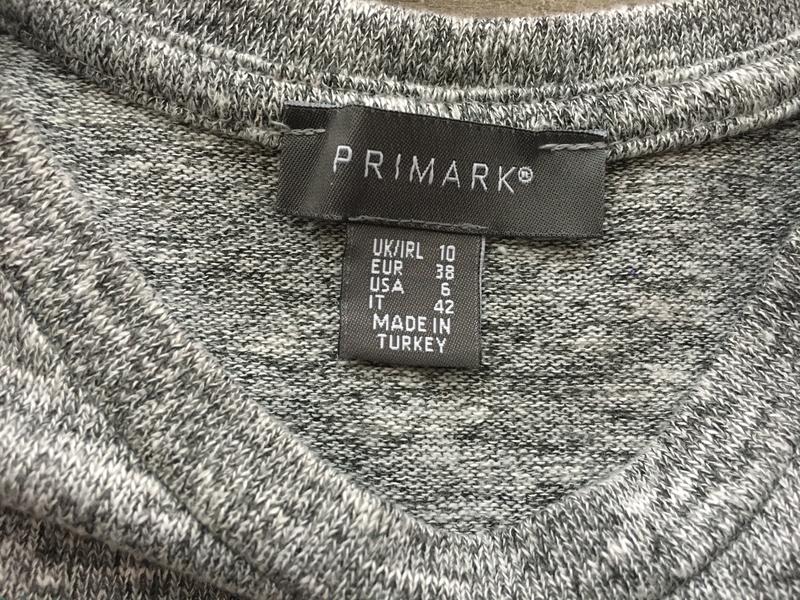 PRIMARK®
UK/IRL 10
EUR 38
USA 6
IT 42
MADE IN
TURKEY